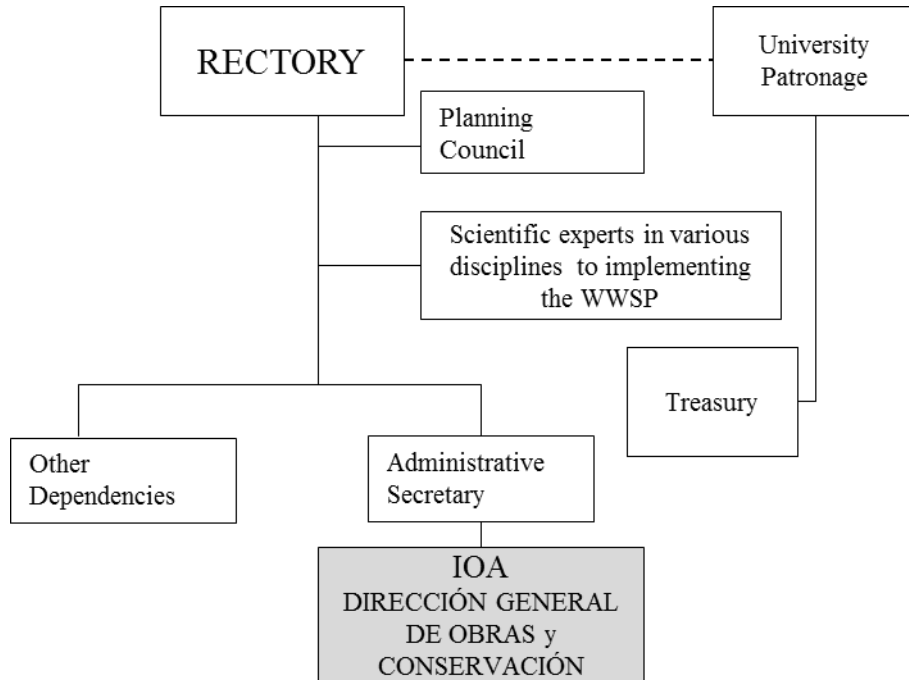 RECTORY
University
Patronage
Planning
Council
Scientific experts in various
disciplines to implementing
the WWSP
Treasury
Other
Dependencies
Administrative
Secretary
IOA
DIRECCIÓN GENERAL
DE OBRAS y
CONSERVACIÓN